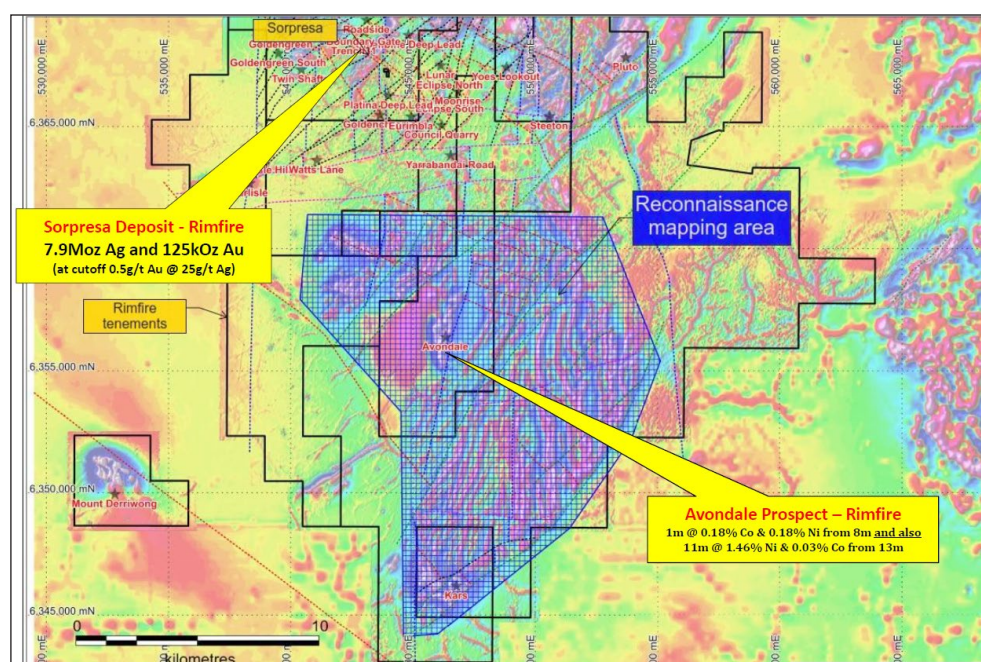 Sorpresa
Roadside
Goldengreen
Boundary Gate
Deep Lead
Goldengreen South
Twin Shaft
Lunar
Eclipse North
Yoes Lookout
Pluto
Platina Deep Lead
Moonrise
Eurimbla
Council Quarry
Steeton
Watts Lane
Yarrabandai Road
530,000 mE
535,000 mE
560,000 mE
565,000 mE
6,365,000 mN
Sorpresa Deposit - Rimfire
7.9Moz Ag and 125kOz Au
(at cutoff 0.5g/t Au @ 25g/t Ag)
Reconnaissance
mapping area
Rimfire
tenements
Avondale
6,355,000 mN
6,350,000 mN
Mount Derriwong
Avondale Prospect – Rimfire
1m @ 0.18% Co & 0.18% Ni from 8m and also
11m @ 1.46% Ni & 0.03% Co from 13m
Kars
6,345,000 mN
0
10
kilometres